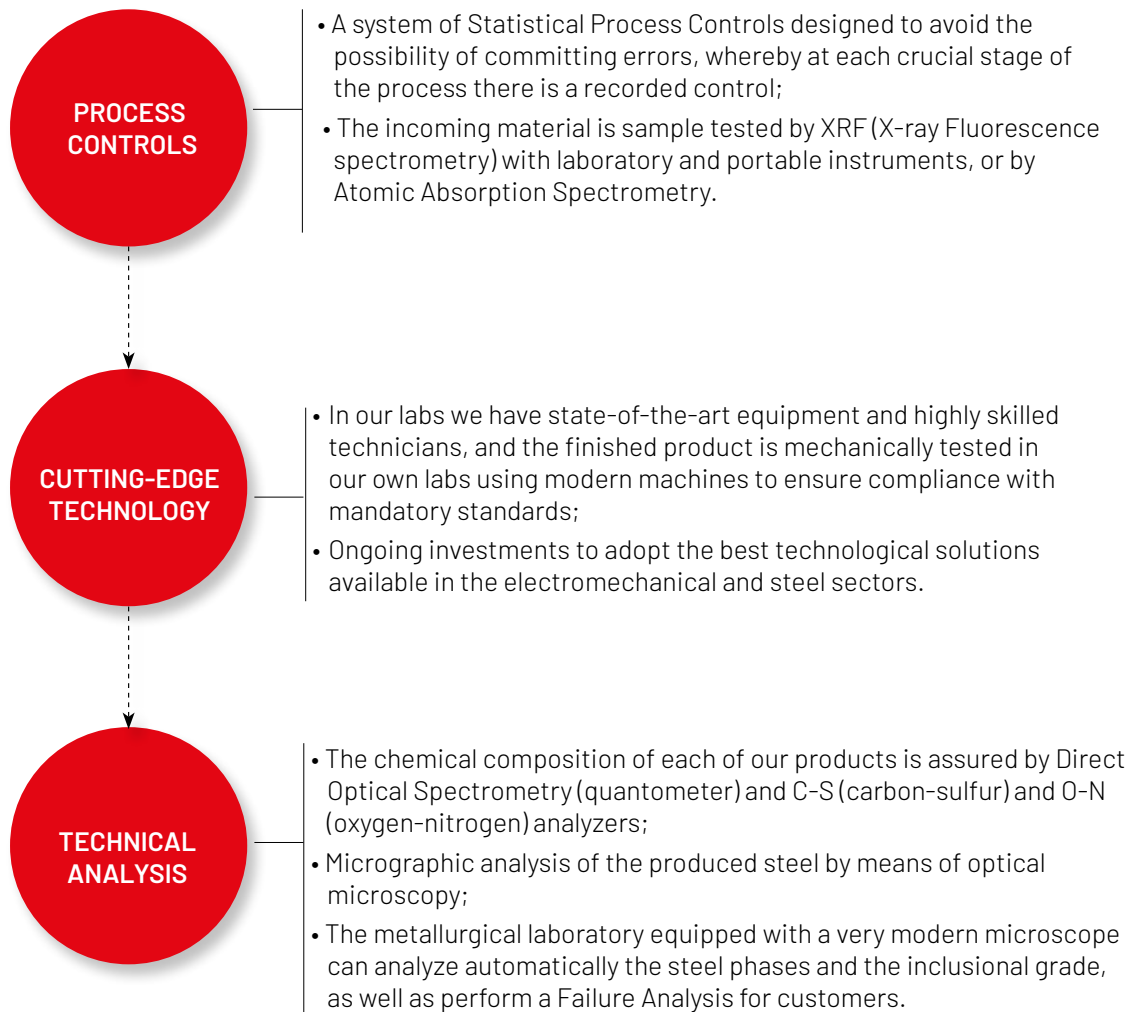 PROCESS
CONTROLS
• A system of Statistical Process Controls designed to avoid the
possibility of committing errors, whereby at each crucial stage of
the process there is a recorded control;
• The incoming material is sample tested by XRF (X-ray Fluorescence
spectrometry) with laboratory and portable instruments, or by
Atomic Absorption Spectrometry.
CUTTING-EDGE
TECHNOLOGY
• In our labs we have state-of-the-art equipment and highly skilled
technicians, and the finished product is mechanically tested in
our own labs using modern machines to ensure compliance with
mandatory standards;
• Ongoing investments to adopt the best technological solutions
available in the electromechanical and steel sectors.
TECHNICAL
ANALYSIS
• The chemical composition of each of our products is assured by Direct
Optical Spectrometry (quantometer) and C-S (carbon-sulfur) and O-N
(oxygen-nitrogen) analyzers;
• Micrographic analysis of the produced steel by means of optical
microscopy;
• The metallurgical laboratory equipped with a very modern microscope
can analyze automatically the steel phases and the inclusional grade,
as well as perform a Failure Analysis for customers.